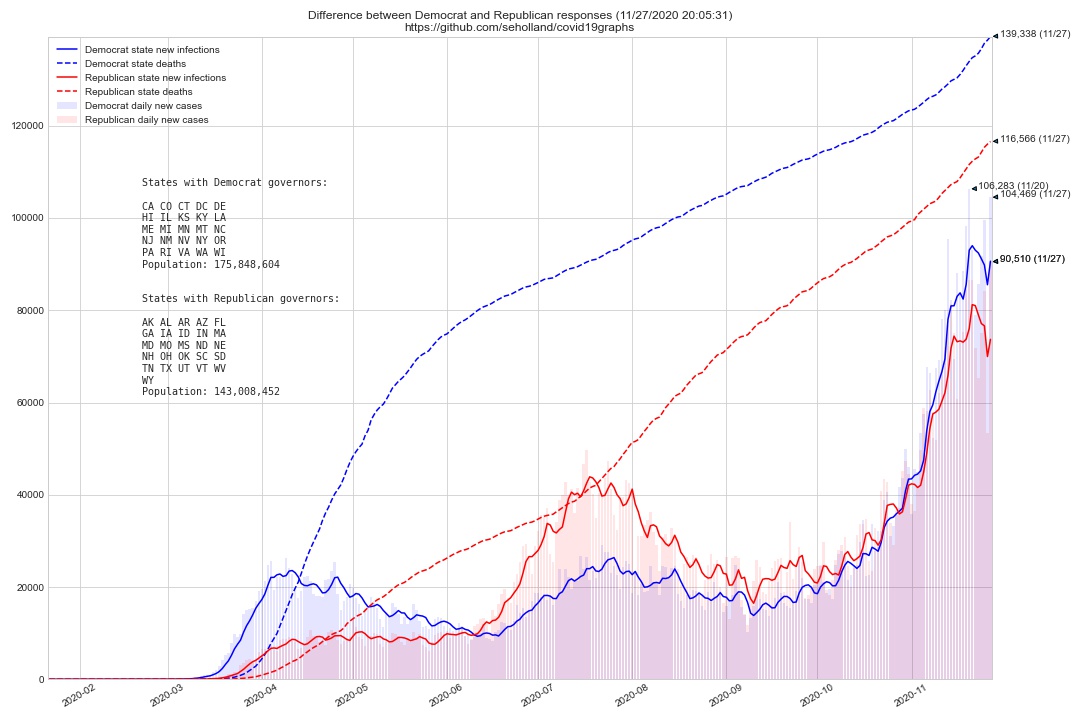 Difference between Democrat and Republican responses (11/27/2020 20:05:31)
https://github.com/seholland/covid19graphs
Democrat state new infections
Democrat state deaths
Republican state new infections
Republican state deaths
Democrat daily new cases
Republican daily new cases
States with Democrat governors:
CA CO CT DC DE
HI IL KS KY LA
ME MI MN MT NC
NJ NM NV NY OR
PA RI VA WA WI
Population: 175,848,604
States with Republican governors:
AK AL AR AZ FL
GA IA ID IN MA
MD MO MS ND NE
NH OH OK SC SD
TN TX UT VT WV
WY
Population: 143,008,452
139,338 (11/27)
116,566 (11/27)
106,283 (11/20)
104,469 (11/27)
90,510 (11/27)
120000
100000
80000
60000
40000
20000
0
2020-02
2020-03
2020-04
2020-05
2020-06
2020-07
2020-08
2020-09
2020-10
2020-11